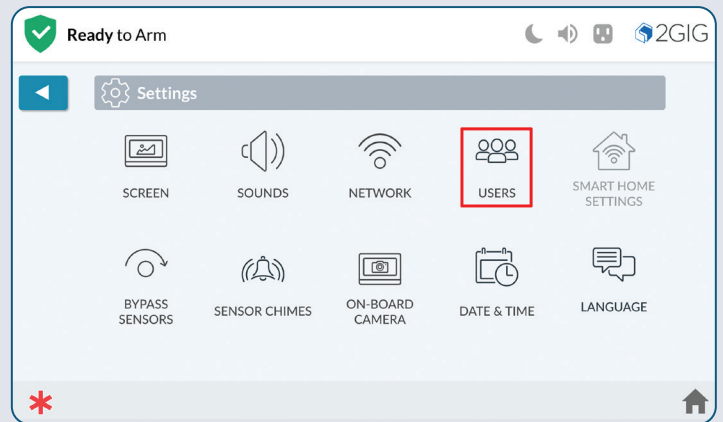 Ready to Arm
2GIG
Settings
SCREEN
SOUNDS
NETWORK
USERS
SMART HOME
SETTINGS
BYPASS
SENSORS
SENSOR CHIMES
ON-BOARD
CAMERA
DATE & TIME
LANGUAGE